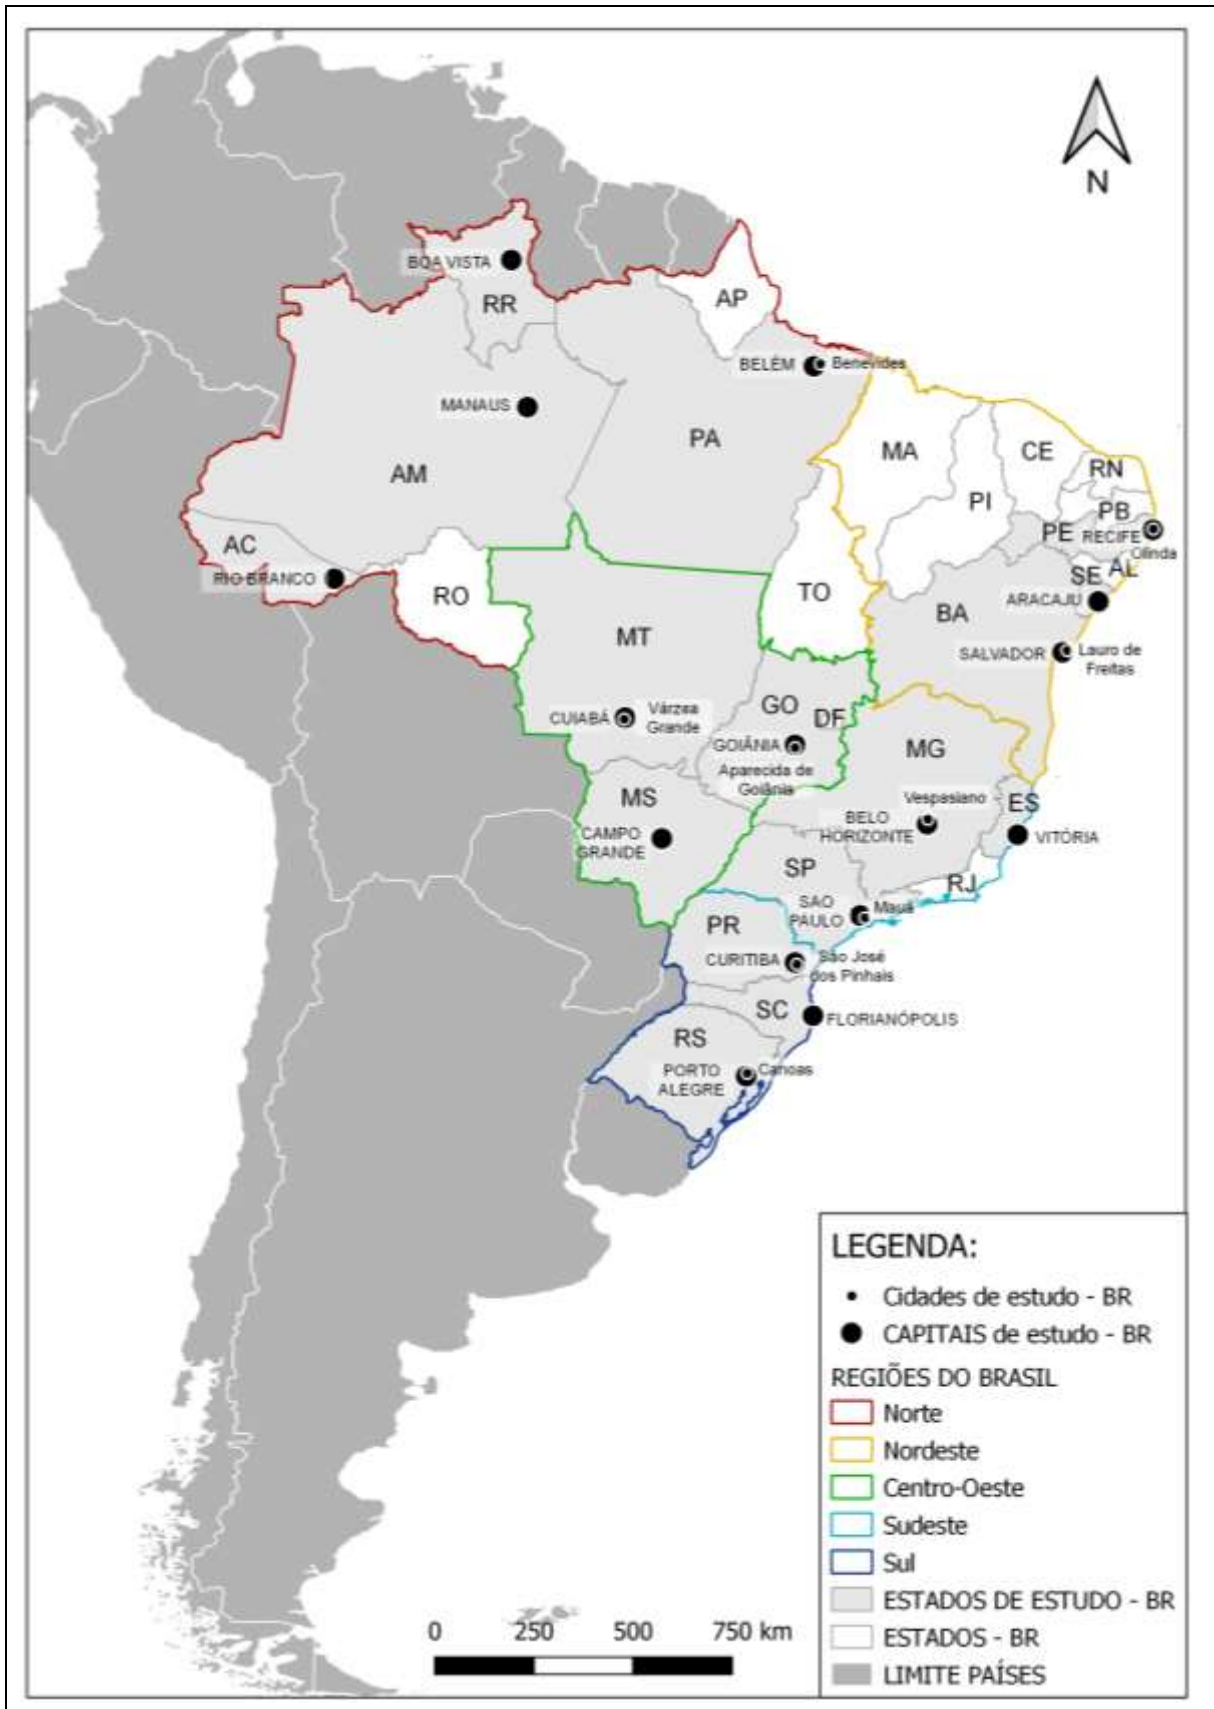 N
BOA VISTA
RR
AP
BELÉM
Benevides
MANAUS
PA
MA
CE
RN
AM
PI
PB
PE
RECIFE
Olinda
AC
RIO BRANCO
RO
TO
SE
AL
ARACAJU
BA
MT
SALVADOR
Lauro de
Freitas
CUIABÁ
Várzea
Grande
GO
DF
GOIÂNIA
Aparecida de
Goiânia
MG
MS
Vespasiano
ES
BELO
HORIZONTE
VITÓRIA
CAMPO
GRANDE
SP
RJ
SAO
PAULO
Mauá
PR
CURITIBA
São José
dos Pinhais
SC
FLORIANÓPOLIS
RS
PORTO
ALEGRE
Canoas
LEGENDA:
Cidades de estudo - BR
CAPITAIS de estudo - BR
REGIÕES DO BRASIL
Norte
Nordeste
Centro-Oeste
Sudeste
Sul
ESTADOS DE ESTUDO - BR
ESTADOS - BR
LIMITE PAÍSES
0 250 500 750 km